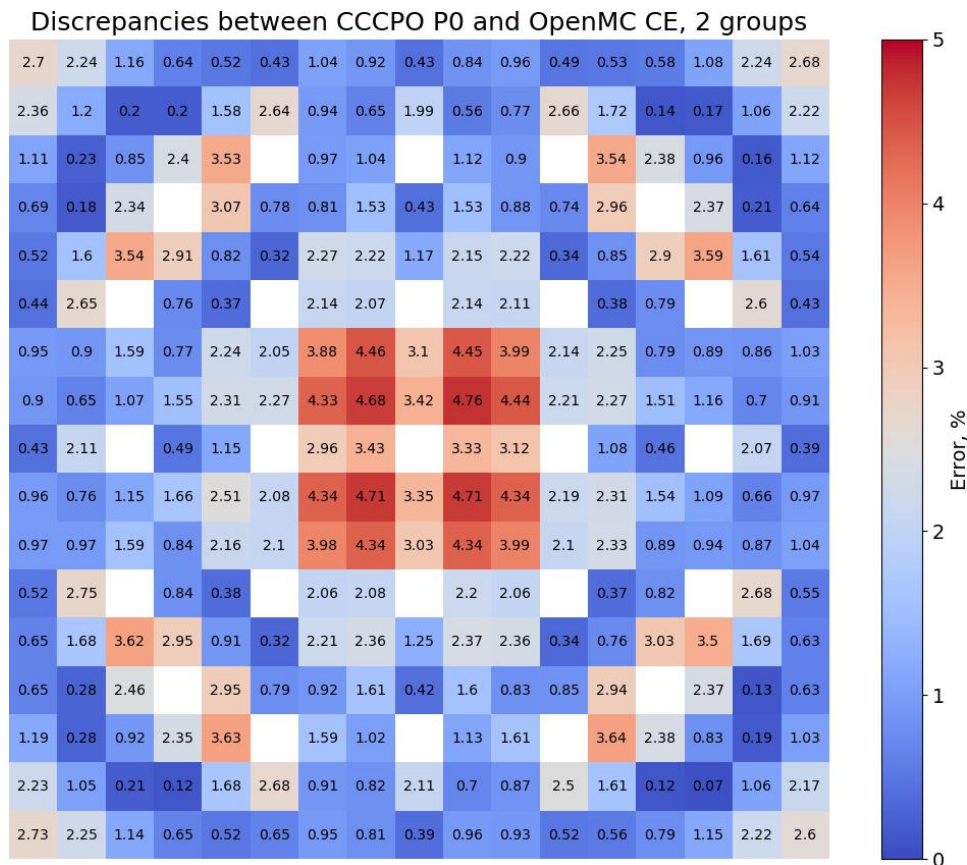 Discrepancies between CCCPO P0 and OpenMC CE, 2 groups
2.7 2.24 1.16 0.64 0.52 0.43 1.04 0.92 0.43 0.84 0.96 0.49 0.53 0.58 1.08 2.24 2.68
2.36 1.2 0.2 0.2 1.58 2.64 0.94 0.65 1.99 0.56 0.77 2.66 1.72 0.14 0.17 1.06 2.22
1.11 0.23 0.85 2.4 3.53 0.97 1.04 1.12 0.9 3.54 2.38 0.96 0.16 1.12
0.69 0.18 2.34 3.07 0.78 0.81 1.53 0.43 1.53 0.88 0.74 2.96 2.37 0.21 0.64
0.52 1.6 3.54 2.91 0.82 0.32 2.27 2.22 1.17 2.15 2.22 0.34 0.85 2.9 3.59 1.61 0.54
0.44 2.65 0.76 0.37 2.14 2.07 2.14 2.11 0.38 0.79 2.6 0.43
0.95 0.9 1.59 0.77 2.24 2.05 3.88 4.46 3.1 4.45 3.99 2.14 2.25 0.79 0.89 0.86 1.03
0.9 0.65 1.07 1.55 2.31 2.27 4.33 4.68 3.42 4.76 4.44 2.21 2.27 1.51 1.16 0.7 0.91
0.43 2.11 0.49 1.15 2.96 3.43 3.33 3.12 1.08 0.46 2.07 0.39
0.96 0.76 1.15 1.66 2.51 2.08 4.34 4.71 3.35 4.71 4.34 2.19 2.31 1.54 1.09 0.66 0.97
0.97 0.97 1.59 0.84 2.16 2.1 3.98 4.34 3.03 4.34 3.99 2.1 2.33 0.89 0.94 0.87 1.04
0.52 2.75 0.84 0.38 2.06 2.08 2.2 2.06 0.37 0.82 2.68 0.55
0.65 1.68 3.62 2.95 0.91 0.32 2.21 2.36 1.25 2.37 2.36 0.34 0.76 3.03 3.5 1.69 0.63
0.65 0.28 2.46 2.95 0.79 0.92 1.61 0.42 1.6 0.83 0.85 2.94 2.37 0.13 0.63
1.19 0.28 0.92 2.35 3.63 1.59 1.02 1.13 1.61 3.64 2.38 0.83 0.19 1.03
2.23 1.05 0.21 0.12 1.68 2.68 0.91 0.82 2.11 0.7 0.87 2.5 1.61 0.12 0.07 1.06 2.17
2.73 2.25 1.14 0.65 0.52 0.65 0.95 0.81 0.39 0.96 0.93 0.52 0.56 0.79 1.15 2.22 2.6
5
4
3
2
1
0
Error, %